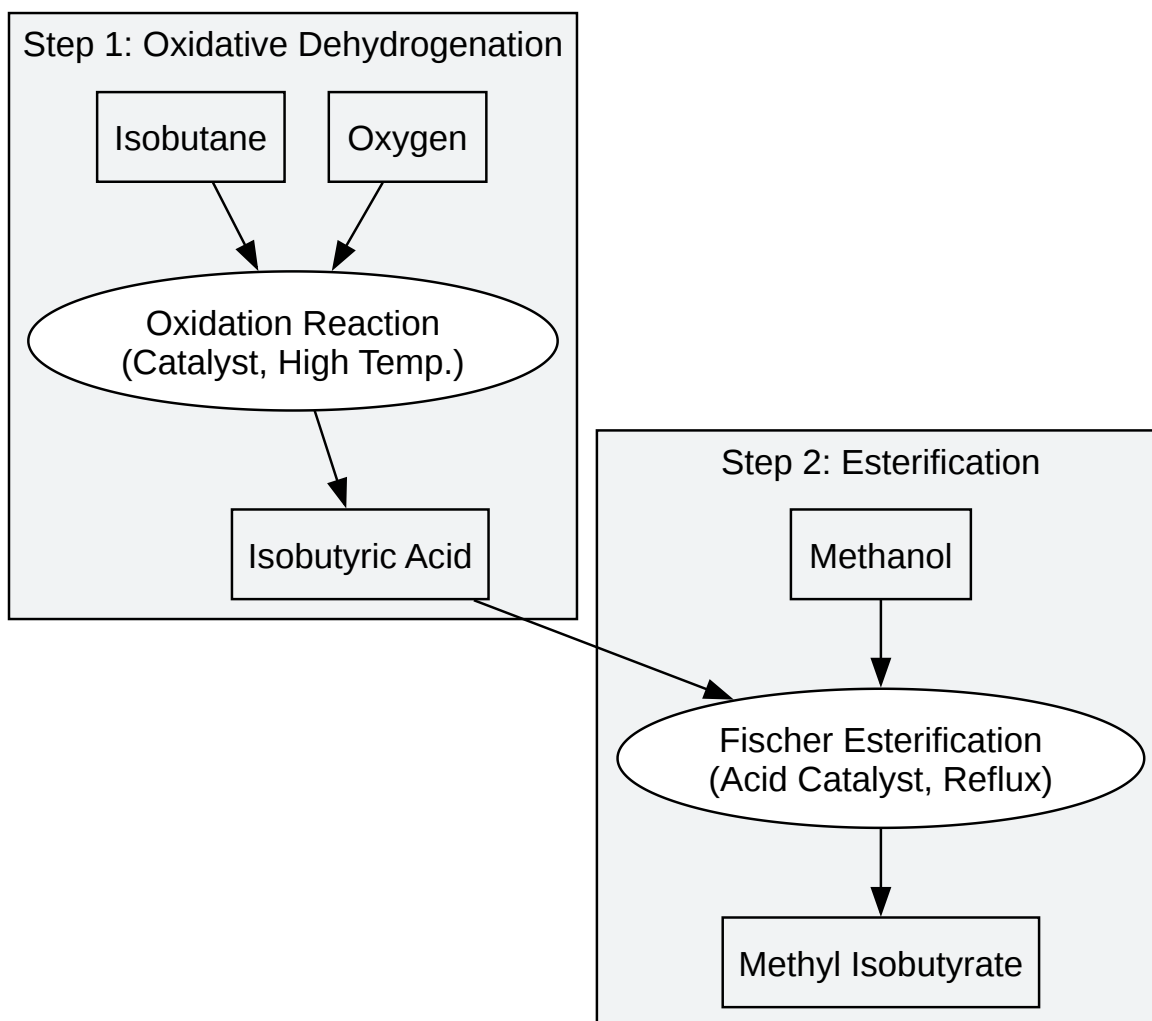 Step 1: Oxidative Dehydrogenation
Isobutane
Oxygen
Oxidation Reaction
(Catalyst, High Temp.)
Isobutyric Acid
Step 2: Esterification
Methanol
Fischer Esterification
(Acid Catalyst, Reflux)
Methyl Isobutyrate